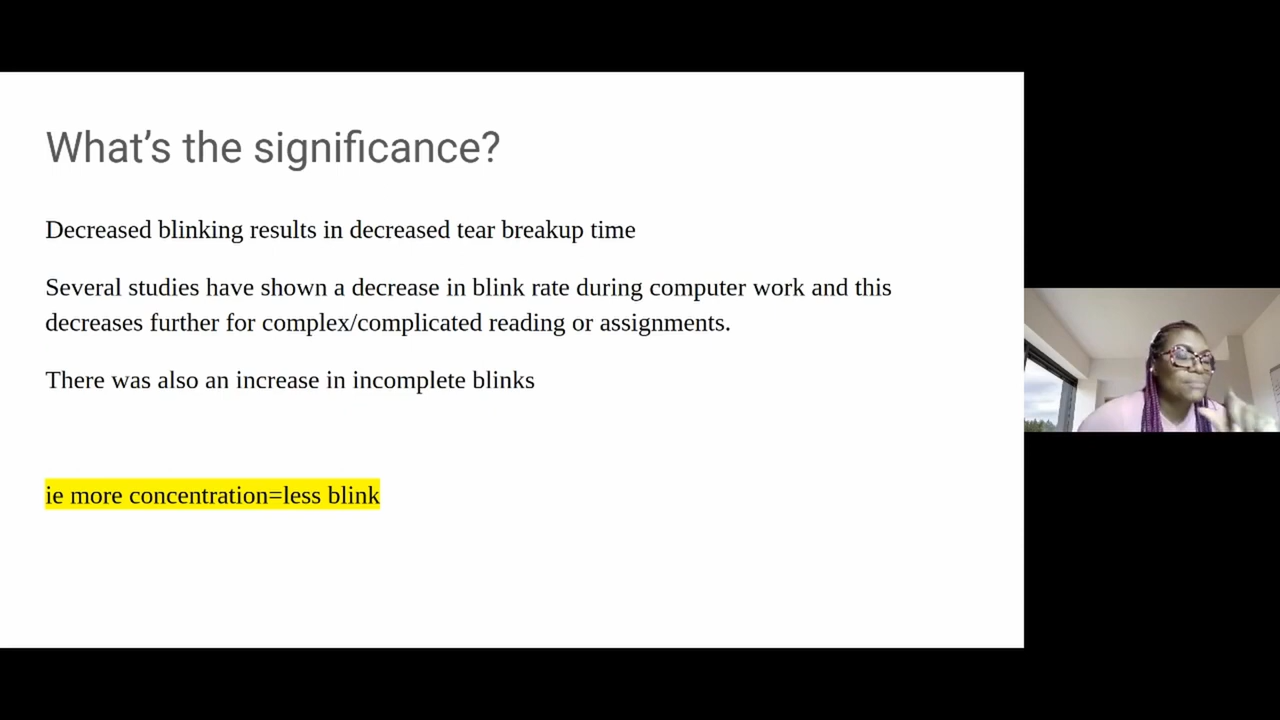 What’s the significance?
Decreased blinking results in decreased tear breakup time
Several studies have shown a decrease in blink rate during computer work and this
decreases further for complex/complicated reading or assignments.
There was also an increase in incomplete blinks
ie more concentration=less blink